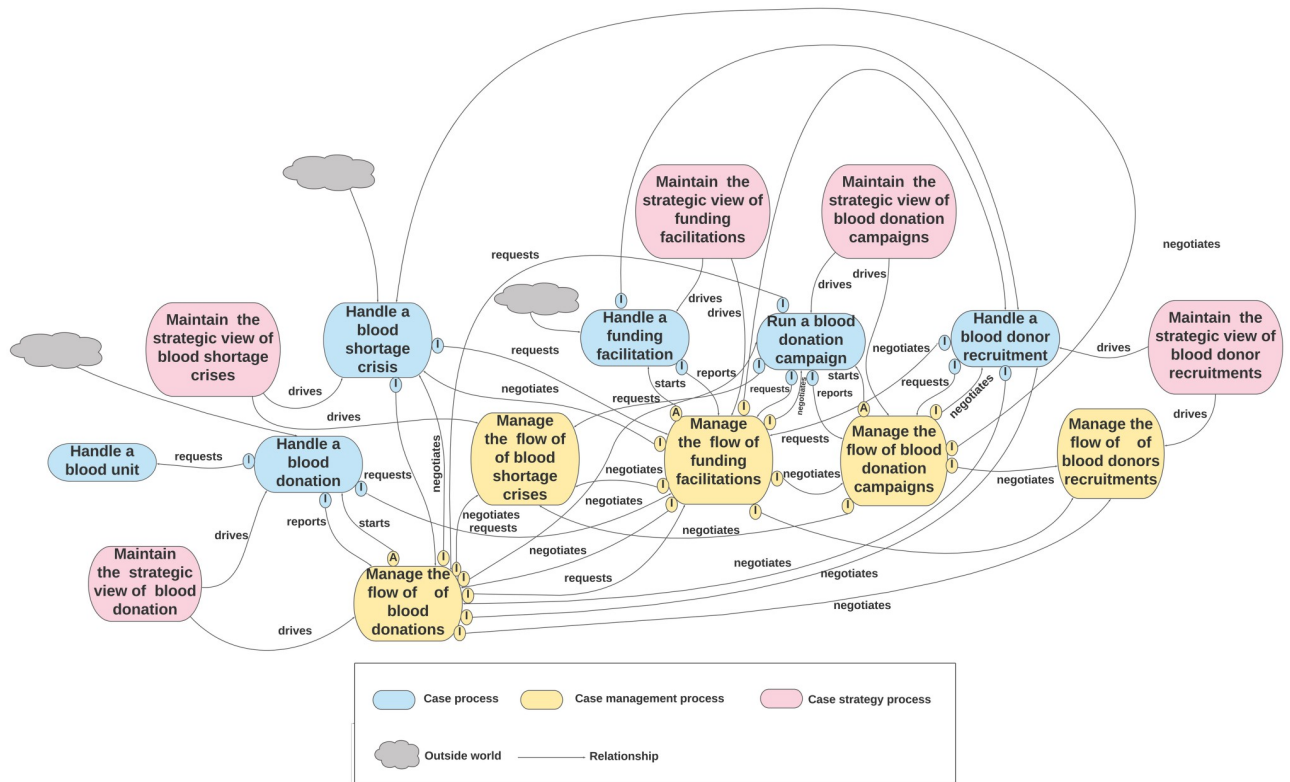 negotiates
Maintain the
strategic view of
funding
facilitations
Maintain the
strategic view of
blood donation
campaigns
requests
drives
drives
drives
drives
I
I
Maintain the
strategic view of
blood shortage
crises
Handle a
blood
shortage
crisis
I
Handle a
funding
facilitation
I
Run a blood
donation
campaign
I
I
I
Handle a
blood donor
recruitment
I
I
I
drives
Maintain the
strategic view of
blood donor
recruitments
requests
negotiates
reports
starts
requests
requests
negotiates
starts
reports
negotiates
requests
negotiates
drives
drives
drives
I
A
I
I
A
I
Manage
the flow of
of blood
shortage
crises
Manage
the flow of
funding
facilitations
requests
Manage the
flow of blood
donation
campaigns
I
I
I
I
I
I
I
Manage the
flow of of
blood donors
recruitments
negotiates
Handle a
blood unit
requests
I
Handle a
blood
donation
I
I
requests
negotiates
negotiates
negotiates
requests
negotiates
negotiates
reports
starts
drives
negotiates
requests
negotiates
negotiates
drives
Maintain
the strategic
view of blood
donation
A
I
I
I
I
I
I
Manage the
flow of of
blood
donations
Case process
Case management process
Case strategy process
Outside world
Relationship